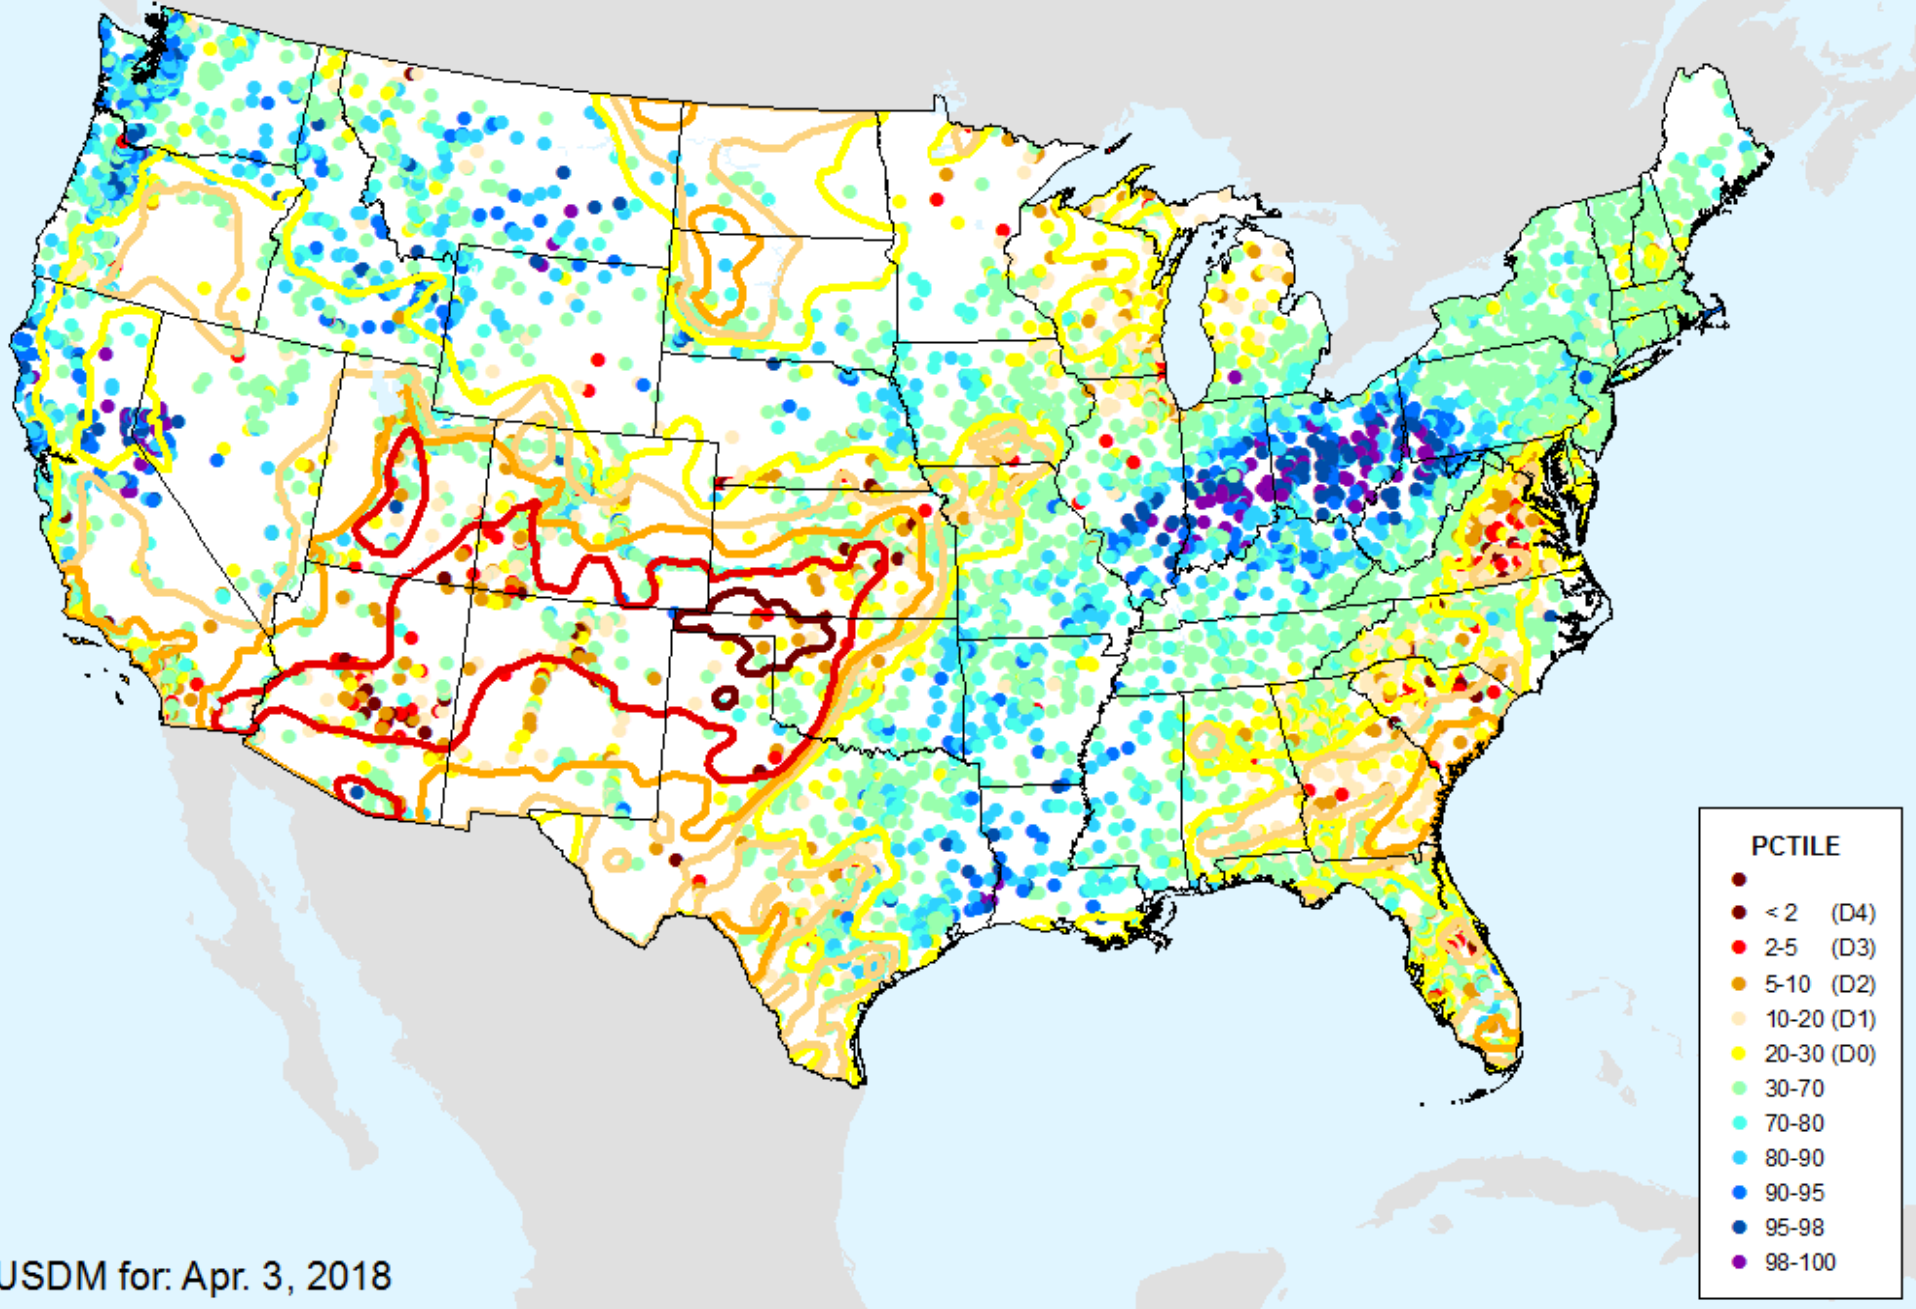 PCTILE
< 2 (D4)
2-5 (D3)
5-10 (D2)
10-20 (D1)
20-30 (D0)
30-70
70-80
80-90
90-95
95-98
98-100
USDM for: Apr. 3, 2018